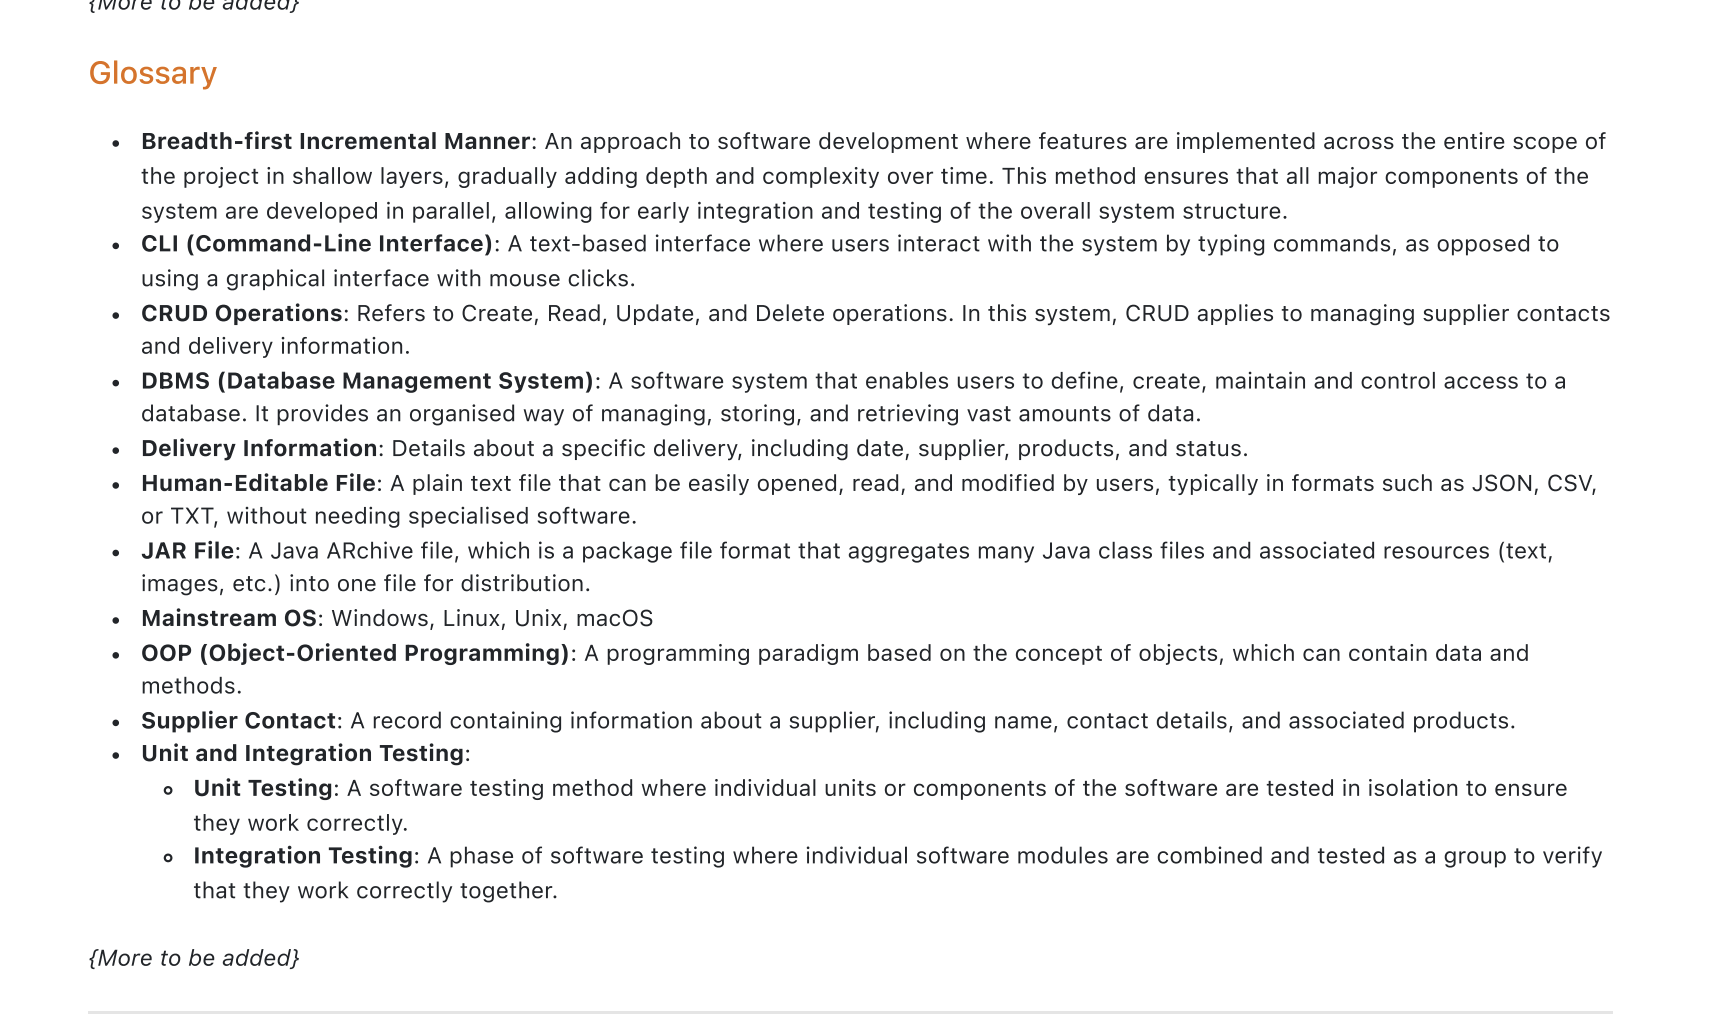 {More to be added}
Glossary
Breadth-first Incremental Manner: An approach to software development where features are implemented across the entire scope of
the project in shallow layers, gradually adding depth and complexity over time. This method ensures that all major components of the
system are developed in parallel, allowing for early integration and testing of the overall system structure.
CLI (Command-Line Interface): A text-based interface where users interact with the system by typing commands, as opposed to
using a graphical interface with mouse clicks.
CRUD Operations: Refers to Create, Read, Update, and Delete operations. In this system, CRUD applies to managing supplier contacts
and delivery information.
DBMS (Database Management System): A software system that enables users to define, create, maintain and control access to a
database. It provides an organised way of managing, storing, and retrieving vast amounts of data.
Delivery Information: Details about a specific delivery, including date, supplier, products, and status.
Human-Editable File: A plain text file that can be easily opened, read, and modified by users, typically in formats such as JSON, CSV,
or TXT, without needing specialised software.
JAR File: A Java ARchive file, which is a package file format that aggregates many Java class files and associated resources (text,
images, etc.) into one file for distribution.
Mainstream OS: Windows, Linux, Unix, macOS
OOP (Object-Oriented Programming): A programming paradigm based on the concept of objects, which can contain data and
methods.
Supplier Contact: A record containing information about a supplier, including name, contact details, and associated products.
Unit and Integration Testing:
Unit Testing: A software testing method where individual units or components of the software are tested in isolation to ensure
they work correctly.
Integration Testing: A phase of software testing where individual software modules are combined and tested as a group to verify
that they work correctly together.
{More to be added}